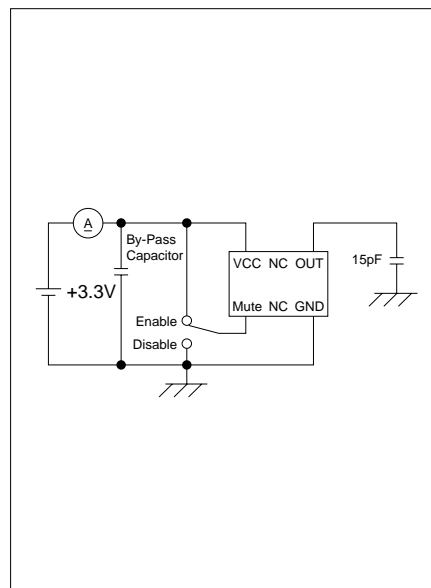 A
By-Pass
Capacitor
+3.3V
VCC NC OUT
15pF
Mute NC GND
Enable
Disable